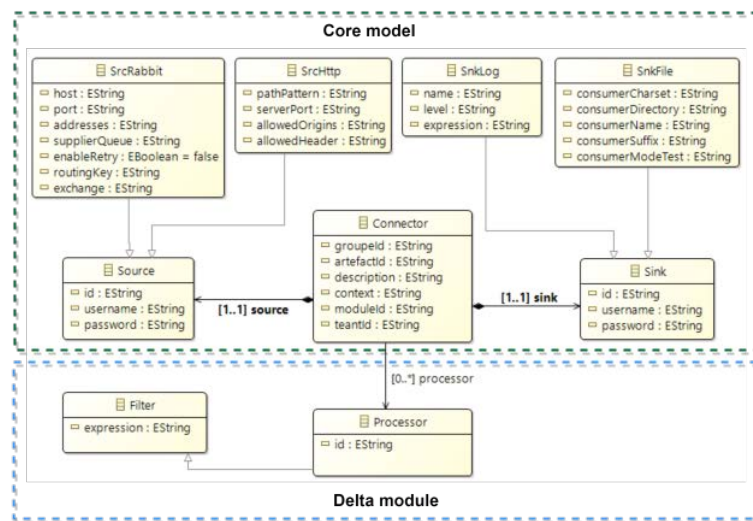 Core model
SrcRabbit
host : EString
port : EString
addresses : EString
supplierQueue : EString
enableRetry : EBoolean = false
routingKey : EString
exchange : EString
SrcHttp
pathPattern : EString
serverPort : EString
allowedOrigins : EString
allowedHeader : EString
SnkLog
name : EString
level : EString
expression : EString
SnkFile
consumerCharset : EString
consumerDirectory : EString
consumerName : EString
consumerSuffix : EString
consumerModeTest : EString
Source
id : EString
username : EString
password : EString
[1..1] source
Connector
groupeId : EString
artefactId : EString
description : EString
context : EString
moduleId : EString
teantId : EString
[1..1] sink
Sink
id : EString
username : EString
password : EString
[0..*] processor
Filter
expression : EString
Processor
id : EString
Delta module